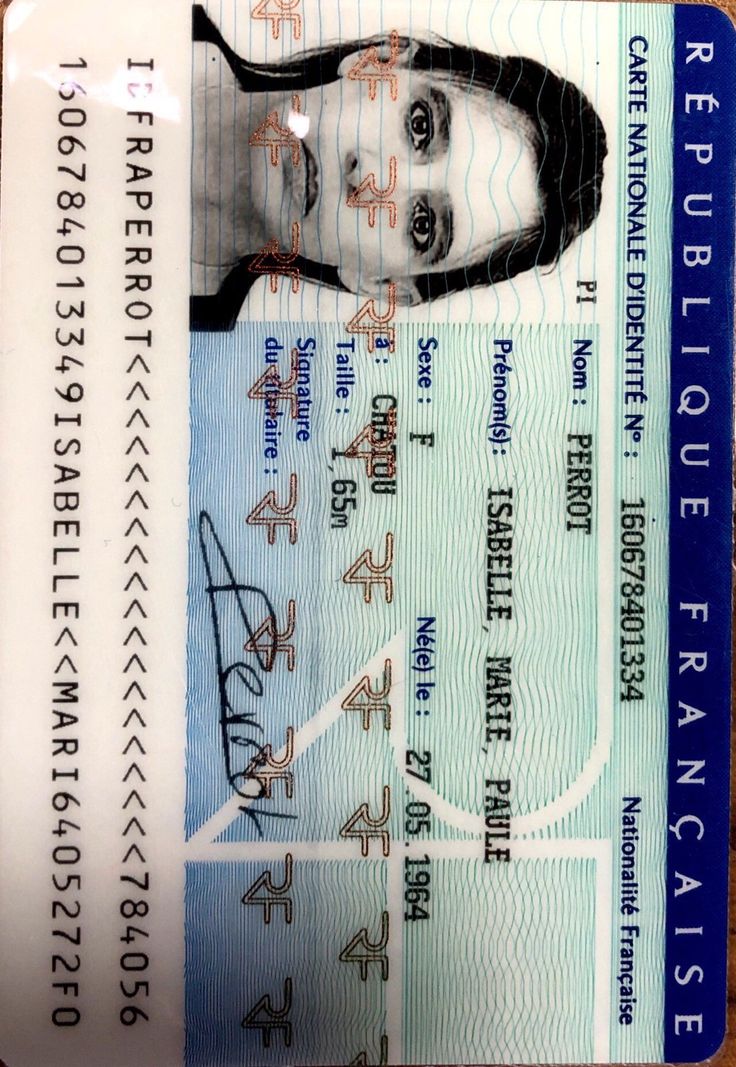 RÉPUBLIQUE FRANÇAISE
CARTE NATIONALE D'IDENTITÉ N° : 160678401334 Nationalité Française
PI
Nom : PERROT
Prénom(s) : ISABELLE, MARIE, PAULE
Sexe : F Né(e) le : 27.05.1964
à : CHATOU
Taille : 1,65m
Signature
du titulaire :
Perrot
IDFRAPERROT<<<<<<<<<<<<<<<<<<<784056
1606784013349ISABELLE<<MARI6405272F0